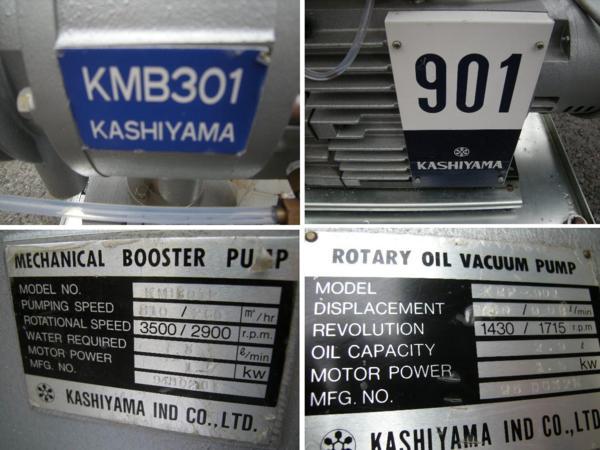 KMB301
KASHIYAMA
901
KASHIYAMA
MECHANICAL BOOSTER PUMP
MODEL NO.
PUMPING SPEED m³/hr
ROTATIONAL SPEED 3500/2900 r.p.m.
WATER REQUIRED ℓ/min
MOTOR POWER kw
MFG. NO.
KASHIYAMA IND CO., LTD.
ROTARY OIL VACUUM PUMP
MODEL
DISPLACEMENT ℓ/min
REVOLUTION 1430 / 1715 r.p.m.
OIL CAPACITY ℓ
MOTOR POWER kw
MFG. NO.
KASHIYAMA IND CO.,LTD.